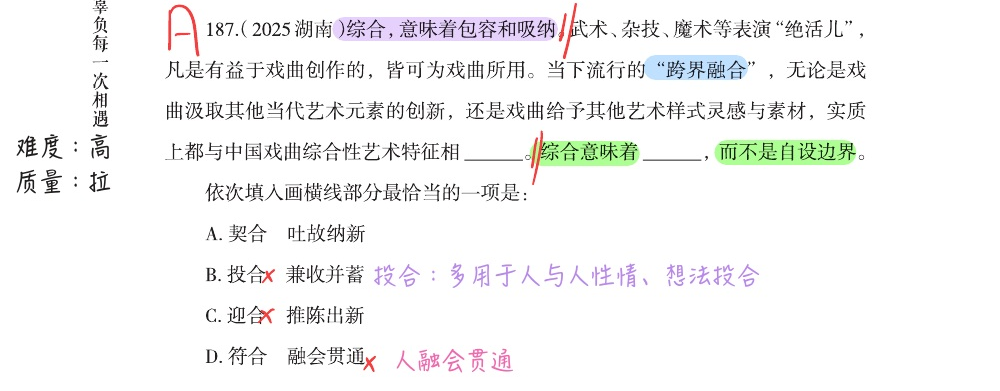 辜负每一次相遇
难度：高
质量：拉
A 187.(2025湖南)综合，意味着包容和吸纳。武术、杂技、魔术等表演“绝活儿”，
凡是有益于戏曲创作的，皆可为戏曲所用。当下流行的“跨界融合”，无论是戏
曲汲取其他当代艺术元素的创新，还是戏曲给予其他艺术样式灵感与素材，实质
上都与中国戏曲综合性艺术特征相______。综合意味着______，而不是自设边界。
依次填入画横线部分最恰当的一项是：
A. 契合 吐故纳新
B. 投合× 兼收并蓄 投合：多用于人与人性情、想法投合
C. 迎合× 推陈出新
D. 符合 融会贯通× 人融会贯通